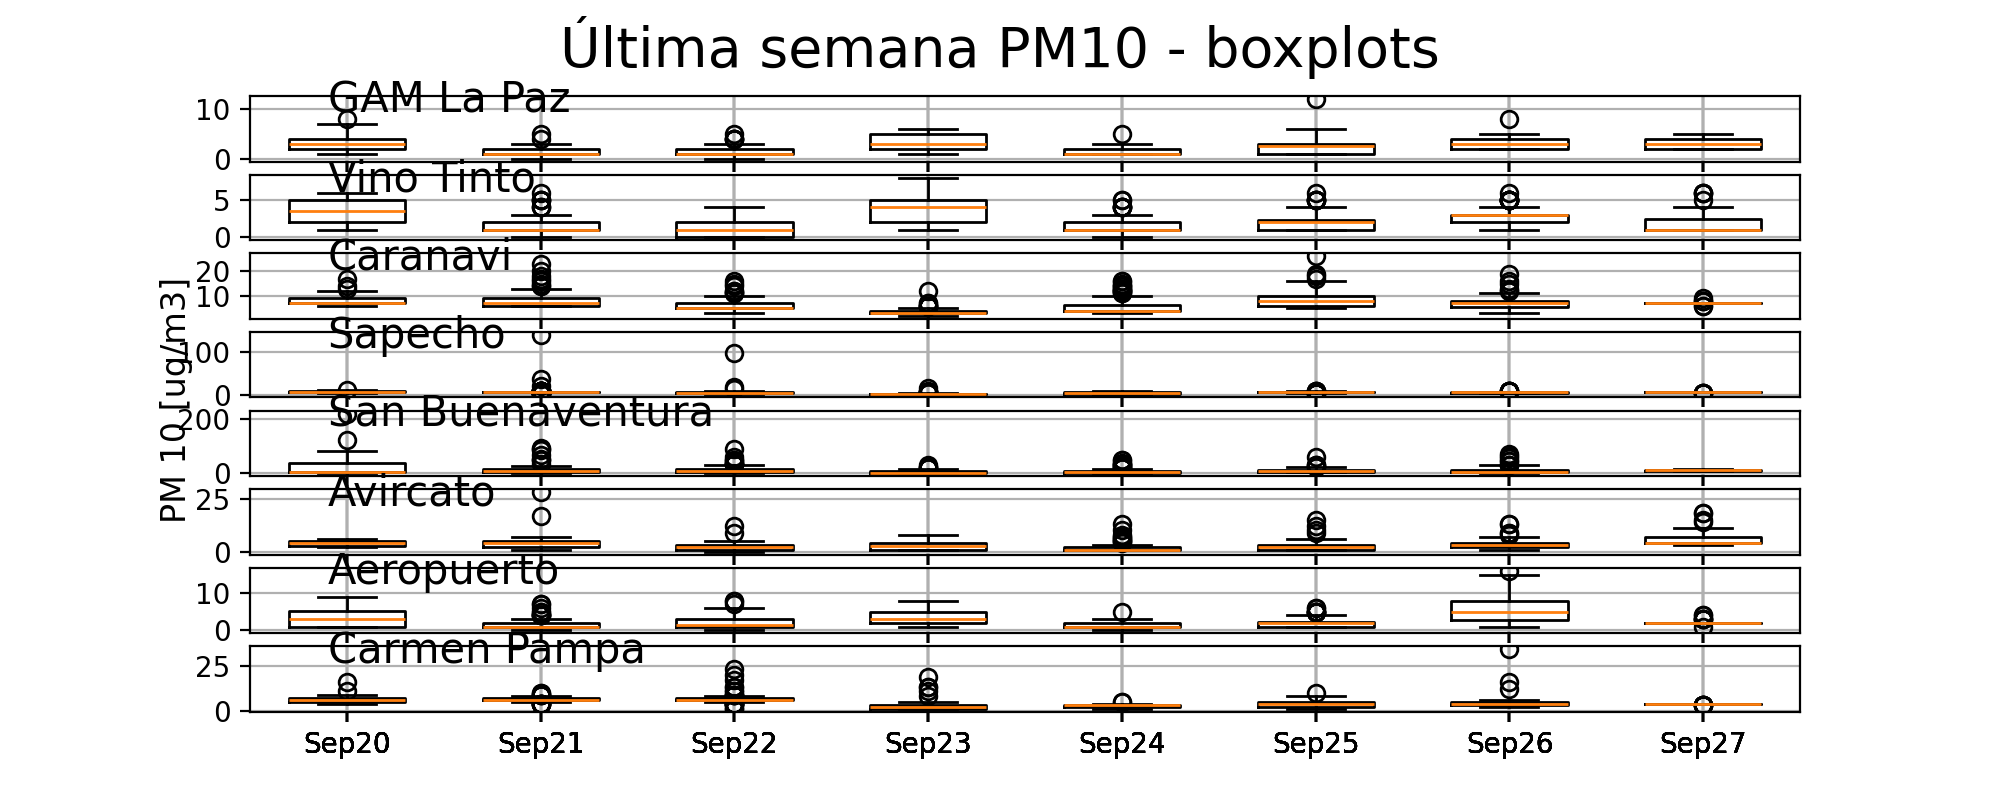 Última semana PM10 - boxplots
GAM La Paz
10
0
Vino Tinto
5
0
Caranavi
20
10
Sapecho
100
0
San Buenaventura
200
0
Avircato
25
0
Aeropuerto
10
0
Carmen Pampa
25
0
PM 10 [ug/m3]
Sep20 Sep21 Sep22 Sep23 Sep24 Sep25 Sep26 Sep27